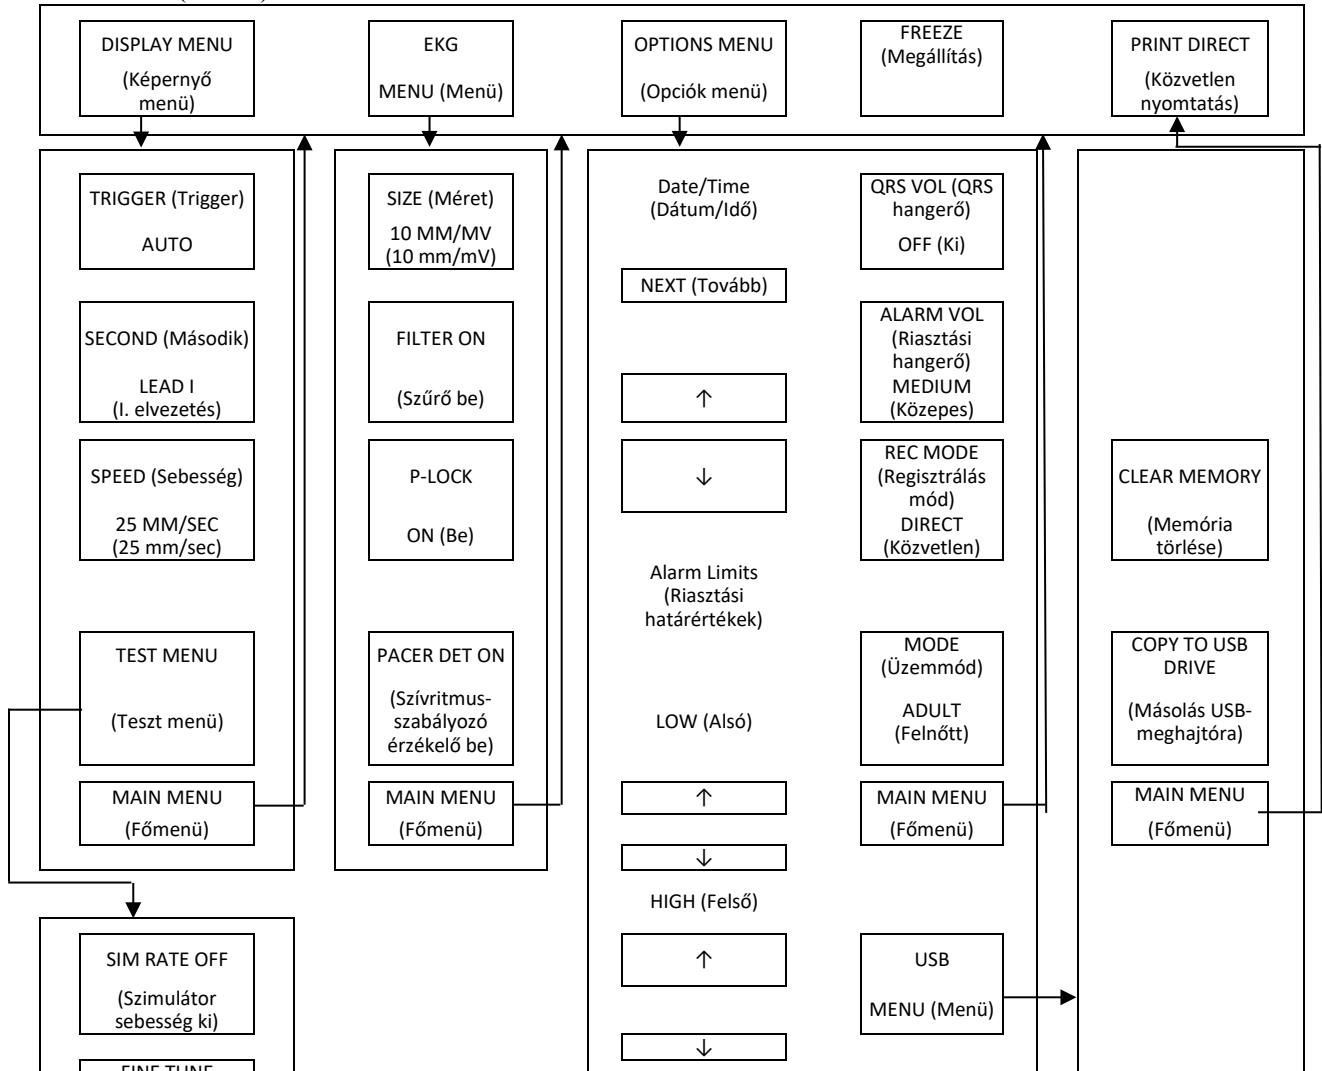 DISPLAY MENU
(Képernyő
menü)
EKG
MENU (Menü)
OPTIONS MENU
(Opciók menü)
FREEZE
(Megállítás)
PRINT DIRECT
(Közvetlen
nyomtatás)
TRIGGER (Trigger)
AUTO
SECOND (Második)
LEAD I
(I. elvezetés)
SPEED (Sebesség)
25 MM/SEC
(25 mm/sec)
TEST MENU
(Teszt menü)
MAIN MENU
(Főmenü)
SIZE (Méret)
10 MM/MV
(10 mm/mV)
FILTER ON
(Szűrő be)
P-LOCK
ON (Be)
PACER DET ON
(Szívritmus-
szabályozó
érzékelő be)
MAIN MENU
(Főmenü)
Date/Time
(Dátum/Idő)
NEXT (Tovább)
↑
↓
Alarm Limits
(Riasztási
határértékek)
LOW (Alsó)
↑
↓
HIGH (Felső)
↑
↓
QRS VOL (QRS
hangerő)
OFF (Ki)
ALARM VOL
(Riasztási
hangerő)
MEDIUM
(Közepes)
REC MODE
(Regisztrálás
mód)
DIRECT
(Közvetlen)
MODE
(Üzemmód)
ADULT
(Felnőtt)
MAIN MENU
(Főmenü)
USB
MENU (Menü)
CLEAR MEMORY
(Memória
törlése)
COPY TO USB
DRIVE
(Másolás USB-
meghajtóra)
MAIN MENU
(Főmenü)
SIM RATE OFF
(Szimulátor
sebesség ki)
FINE TUNE